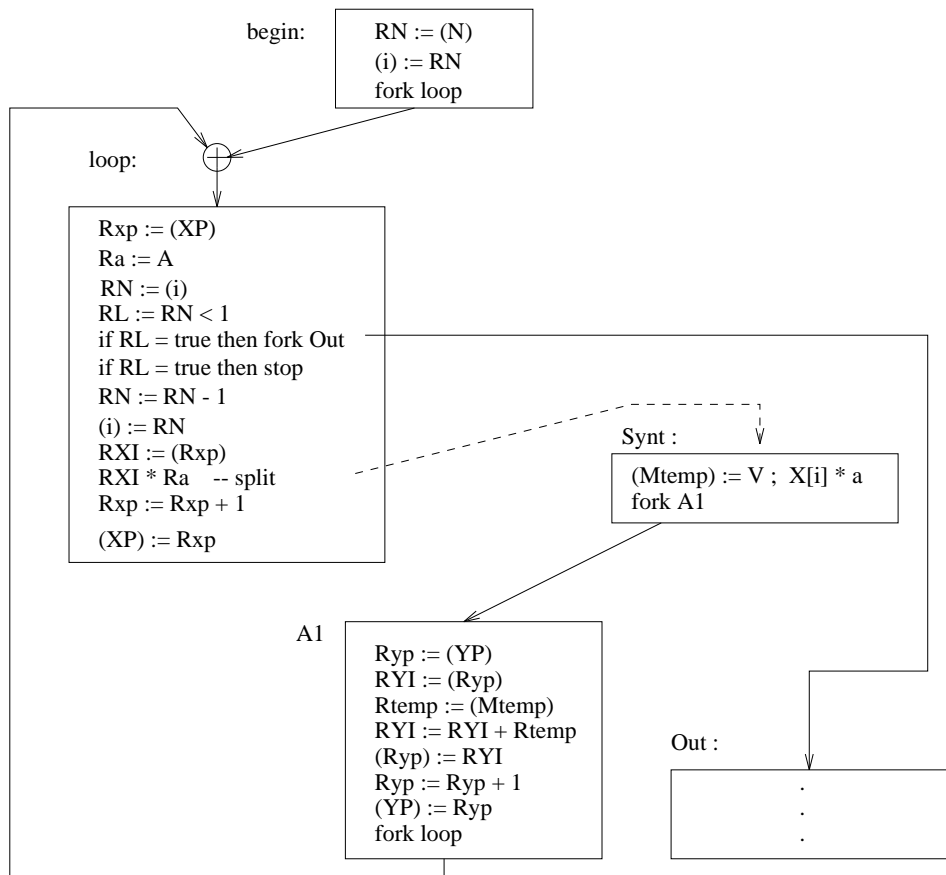 begin:
RN := (N)
(i) := RN
fork loop
loop:
Rxp := (XP)
Ra := A
RN := (i)
RL := RN < 1
if RL = true then fork Out
if RL = true then stop
RN := RN - 1
(i) := RN
RXI := (Rxp)
RXI * Ra -- split
Rxp := Rxp + 1
(XP) := Rxp
Synt :
(Mtemp) := V ; X[i] * a
fork A1
A1
Ryp := (YP)
RYI := (Ryp)
Rtemp := (Mtemp)
RYI := RYI + Rtemp
(Ryp) := RYI
Ryp := Ryp + 1
(YP) := Ryp
fork loop
Out :
.
.
.